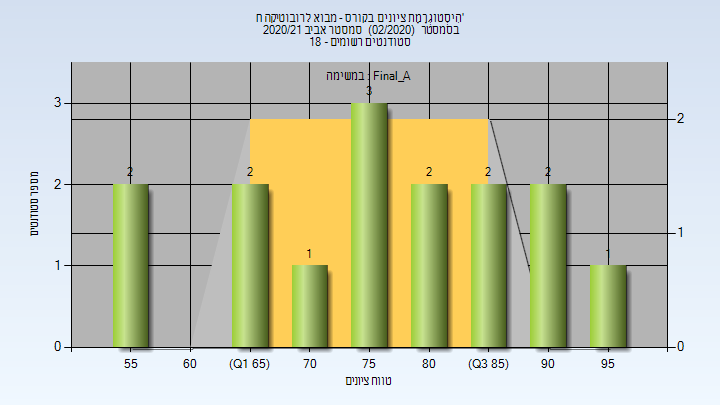 היסטוגרמת ציונים בקורס - מבוא לרובוטיקה ח'
בסמסטר (02/2020) סמסטר אביב 2020/21
סטודנטים רשומים - 18
במשימה : Final_A
3
2
1
0
2
1
0
2
2
1
3
2
2
2
1
מספר סטודנטים
55
60
(Q1 65)
70
75
80
(Q3 85)
90
95
טווח ציונים